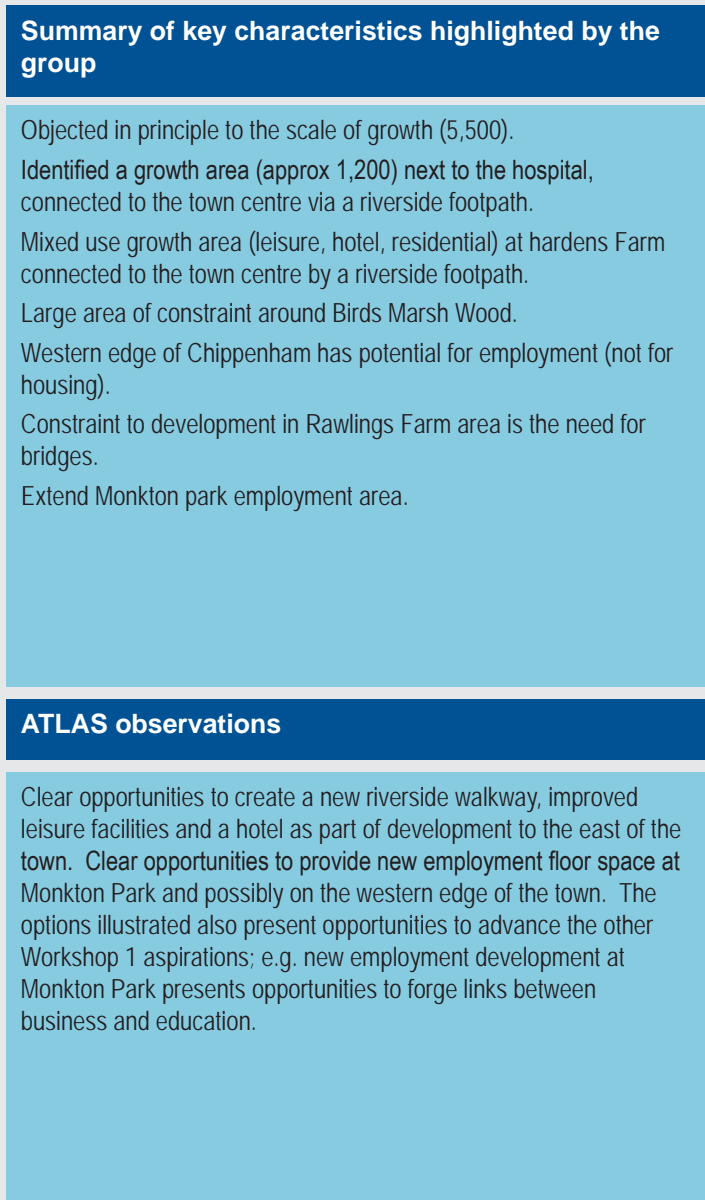 Summary of key characteristics highlighted by the
group
Objected in principle to the scale of growth (5,500).
Identified a growth area (approx 1,200) next to the hospital,
connected to the town centre via a riverside footpath.
Mixed use growth area (leisure, hotel, residential) at hardens Farm
connected to the town centre by a riverside footpath.
Large area of constraint around Birds Marsh Wood.
Western edge of Chippenham has potential for employment (not for
housing).
Constraint to development in Rawlings Farm area is the need for
bridges.
Extend Monkton park employment area.
ATLAS observations
Clear opportunities to create a new riverside walkway, improved
leisure facilities and a hotel as part of development to the east of the
town.  Clear opportunities to provide new employment floor space at
Monkton Park and possibly on the western edge of the town.  The
options illustrated also present opportunities to advance the other
Workshop 1 aspirations; e.g. new employment development at
Monkton Park presents opportunities to forge links between
business and education.